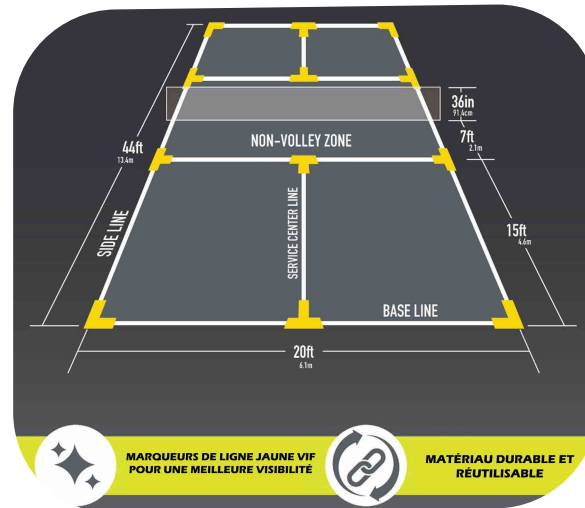 36in
91,4cm
44ft
13.4m
NON-VOLLEY ZONE
7ft
2.1m
SIDE LINE
SERVICE CENTER LINE
15ft
4.6m
BASE LINE
20ft
6.1m
MARQUEURS DE LIGNE JAUNE VIF
POUR UNE MEILLEURE VISIBILITÉ
MATÉRIAU DURABLE ET
RÉUTILISABLE